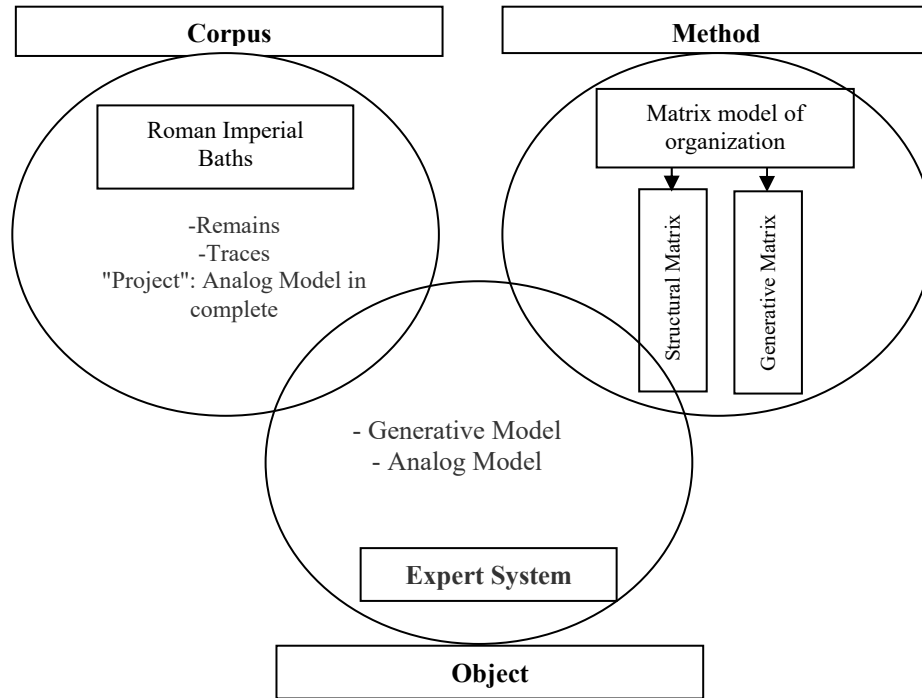 Corpus
Method
Roman Imperial
Baths
-Remains
-Traces
"Project": Analog Model in
complete
Matrix model of
organization
Structural Matrix
Generative Matrix
- Generative Model
- Analog Model
Expert System
Object